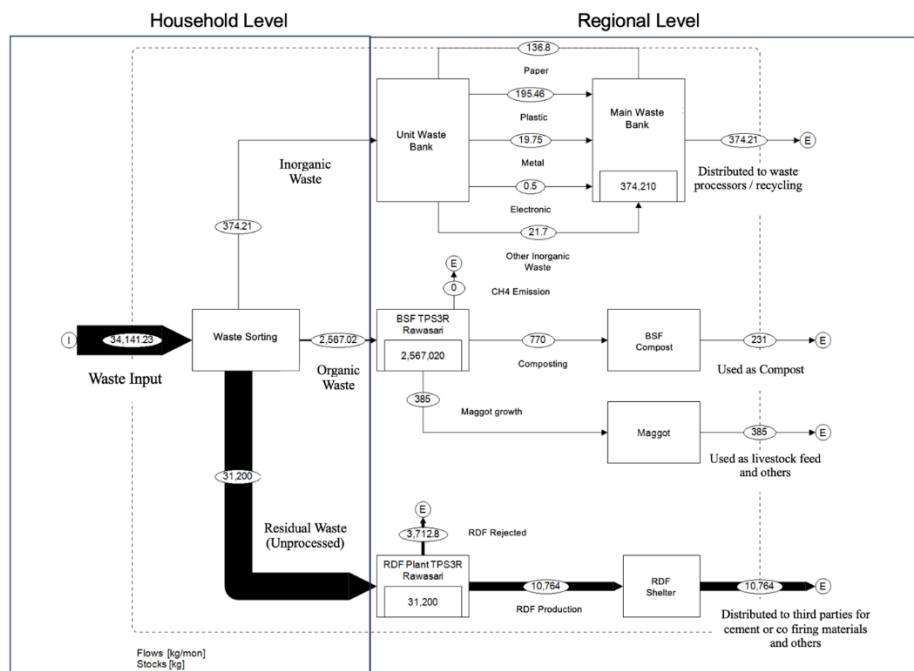 Household Level
Regional Level
136.8
Paper
195.46
Plastic
Unit Waste
Bank
Main Waste
Bank
19.75
Metal
374.21
E
Inorganic
Waste
0.5
Electronic
374,210
Distributed to waste
processors / recycling
374.21
21.7
Other Inorganic
Waste
E
0
CH4 Emission
I
34,141.23
Waste Input
Waste Sorting
2,567.02
Organic
Waste
BSF TPS3R
Rawasari
2,567,020
770
Composting
BSF
Compost
231
E
Used as Compost
385
Maggot growth
Maggot
385
E
Used as livestock feed
and others
31,200
Residual Waste
(Unprocessed)
E
3,712.8
RDF Rejected
RDF Plant TPS3R
Rawasari
31,200
10,764
RDF Production
RDF
Shelter
10,764
E
Distributed to third parties for
cement or co firing materials
and others
Flows [kg/mon]
Stocks [kg]